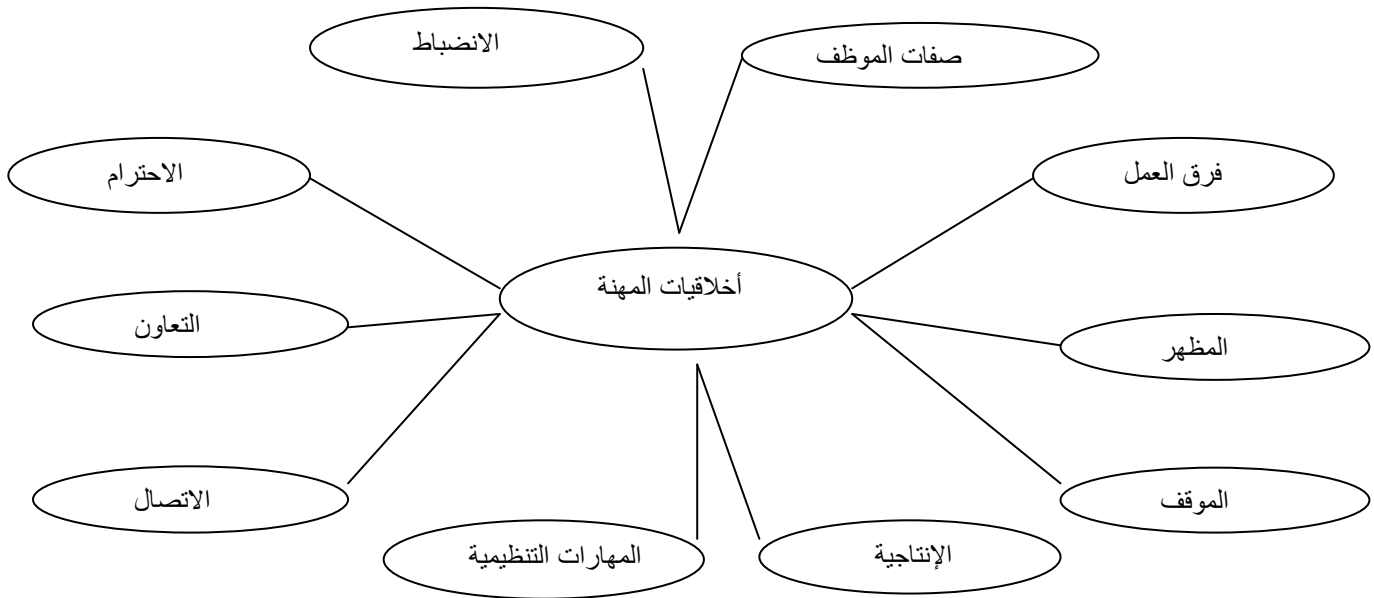 صفات الموظف
الانضباط
فرق العمل
الاحترام
أخلاقيات المهنة
المظهر
التعاون
الموقف
الاتصال
الإنتاجية
المهارات التنظيمية